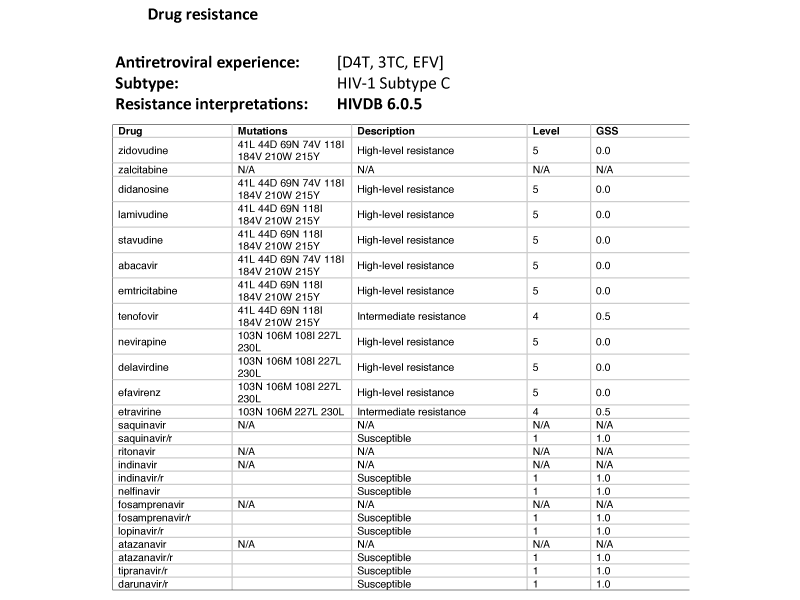 Drug resistance
Antiretroviral experience: [D4T, 3TC, EFV]
Subtype: HIV-1 Subtype C
Resistance interpretations: HIVDB 6.0.5
Drug Mutations Description Level GSS
zidovudine 41L 44D 69N 74V 118I High-level resistance 5 0.0
184V 210W 215Y
zalcitabine N/A N/A N/A N/A
didanosine 41L 44D 69N 74V 118I High-level resistance 5 0.0
184V 210W 215Y
lamivudine 41L 44D 69N 118I High-level resistance 5 0.0
184V 210W 215Y
stavudine 41L 44D 69N 118I High-level resistance 5 0.0
184V 210W 215Y
abacavir 41L 44D 69N 74V 118I High-level resistance 5 0.0
184V 210W 215Y
emtricitabine 41L 44D 69N 118I High-level resistance 5 0.0
184V 210W 215Y
tenofovir 41L 44D 69N 118I Intermediate resistance 4 0.5
184V 210W 215Y
nevirapine 103N 106M 108I 227L High-level resistance 5 0.0
230L
delavirdine 103N 106M 108I 227L High-level resistance 5 0.0
230L
efavirenz 103N 106M 108I 227L High-level resistance 5 0.0
230L
etravirine 103N 106M 227L 230L Intermediate resistance 4 0.5
saquinavir N/A N/A N/A N/A
saquinavir/r Susceptible 1 1.0
ritonavir N/A N/A N/A N/A
indinavir N/A N/A N/A N/A
indinavir/r Susceptible 1 1.0
nelfinavir Susceptible 1 1.0
fosamprenavir N/A N/A N/A N/A
fosamprenavir/r Susceptible 1 1.0
lopinavir/r Susceptible 1 1.0
atazanavir N/A N/A N/A N/A
atazanavir/r Susceptible 1 1.0
tipranavir/r Susceptible 1 1.0
darunavir/r Susceptible 1 1.0